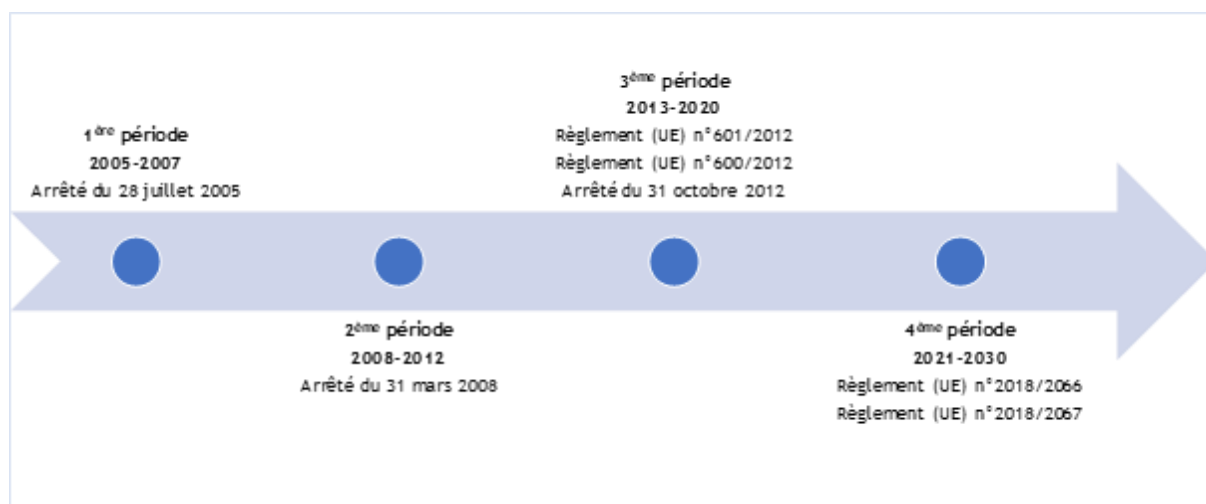 1ère période
2005-2007
Arrêté du 28 juillet 2005
2ème période
2008-2012
Arrêté du 31 mars 2008
3ème période
2013-2020
Règlement (UE) n°601/2012
Règlement (UE) n°600/2012
Arrêté du 31 octobre 2012
4ème période
2021-2030
Règlement (UE) n°2018/2066
Règlement (UE) n°2018/2067